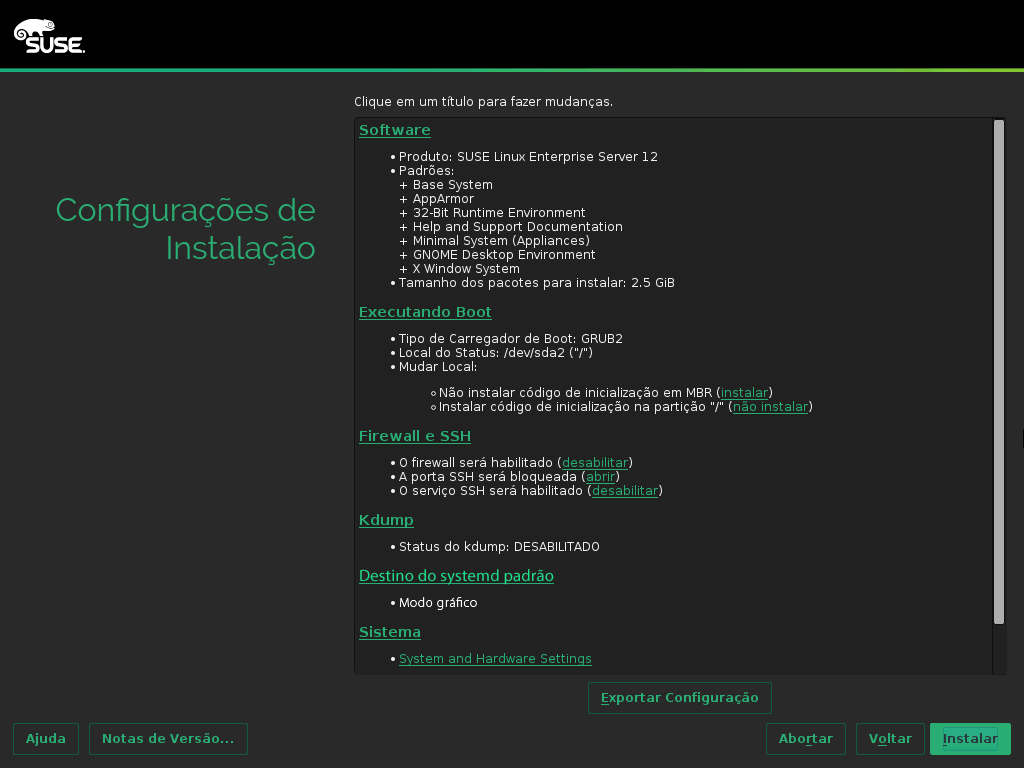 SUSE.
Clique em um título para fazer mudanças.
Configurações de
Instalação
Software
• Produto: SUSE Linux Enterprise Server 12
• Padrões:
+ Base System
+ AppArmor
+ 32-Bit Runtime Environment
+ Help and Support Documentation
+ Minimal System (Appliances)
+ GNOME Desktop Environment
+ X Window System
• Tamanho dos pacotes para instalar: 2.5 GiB
Executando Boot
• Tipo de Carregador de Boot: GRUB2
• Local do Status: /dev/sda2 ("/")
• Mudar Local:
◦ Não instalar código de inicialização em MBR (instalar)
◦ Instalar código de inicialização na partição "/" (não instalar)
Firewall e SSH
• O firewall será habilitado (desabilitar)
• A porta SSH será bloqueada (abrir)
• O serviço SSH será habilitado (desabilitar)
Kdump
• Status do kdump: DESABILITADO
Destino do systemd padrão
• Modo gráfico
Sistema
• System and Hardware Settings
Exportar Configuração
Ajuda Notas de Versão... Abortar Voltar Instalar